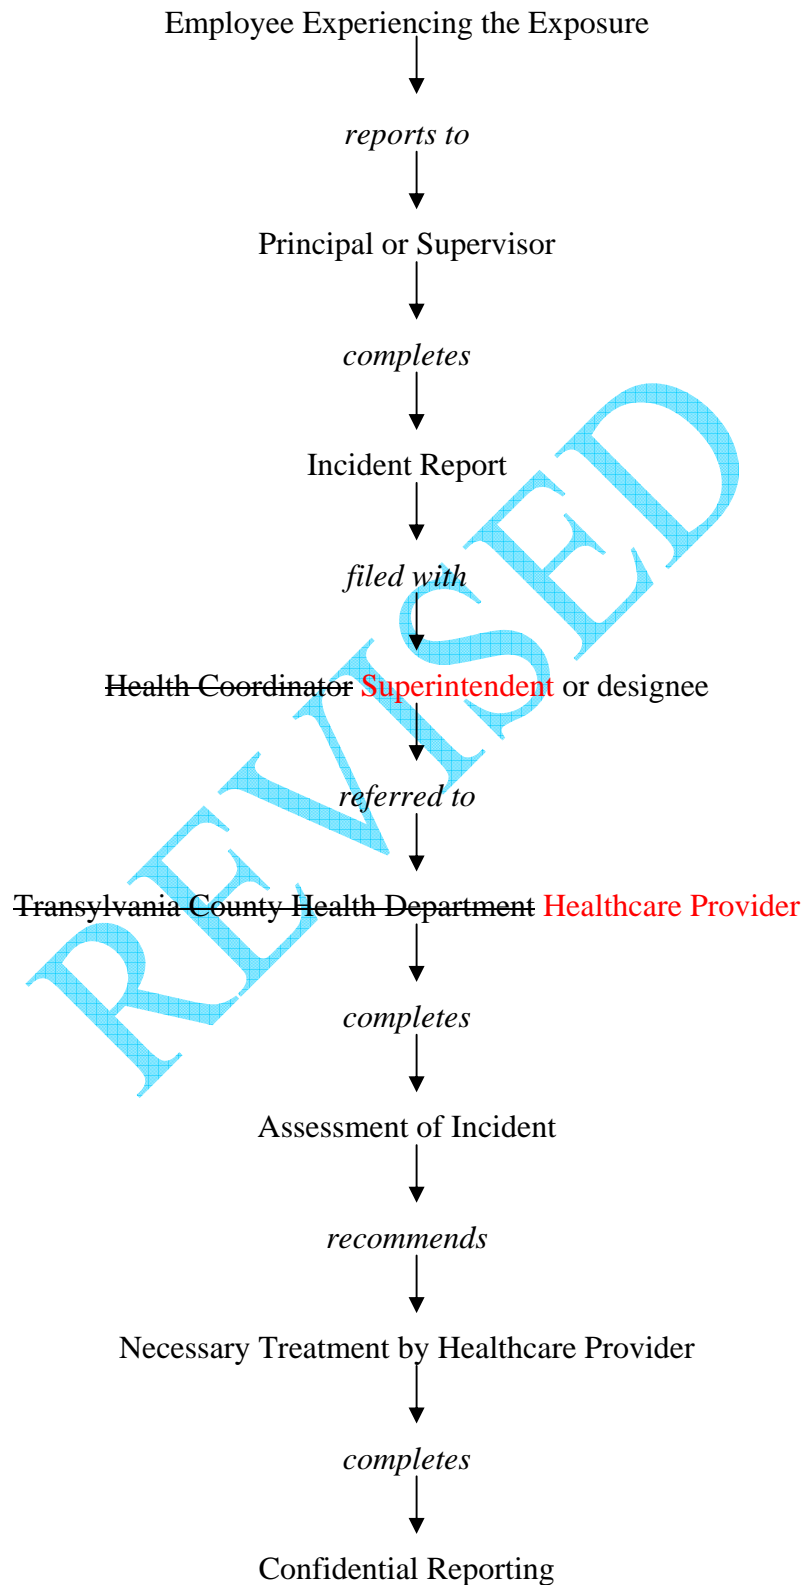 Employee Experiencing the Exposure
reports to
Principal or Supervisor
completes
Incident Report
filed with
Health Coordinator Superintendent or designee
referred to
Transylvania County Health Department Healthcare Provider
completes
Assessment of Incident
recommends
Necessary Treatment by Healthcare Provider
completes
Confidential Reporting
REVISED